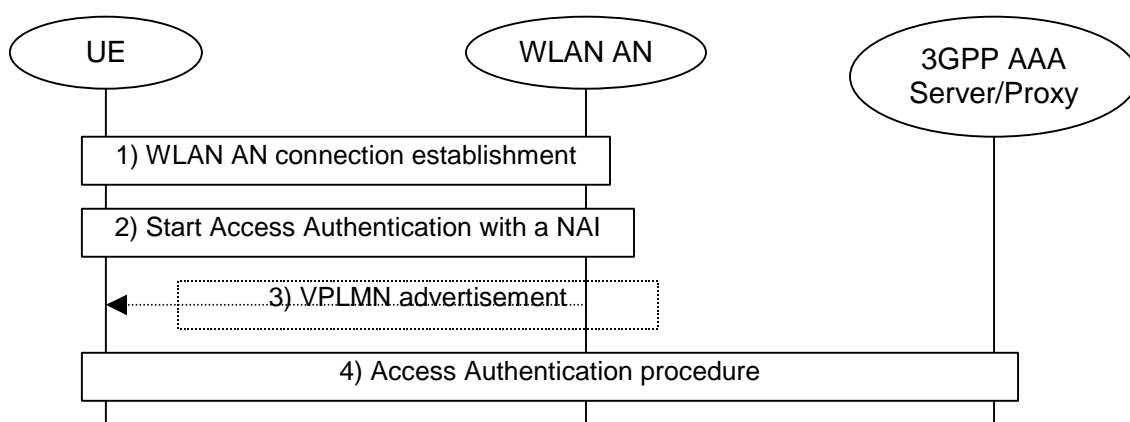 UE
WLAN AN
3GPP AAA
Server/Proxy
1) WLAN AN connection establishment
2) Start Access Authentication with a NAI
3) VPLMN advertisement
4) Access Authentication procedure